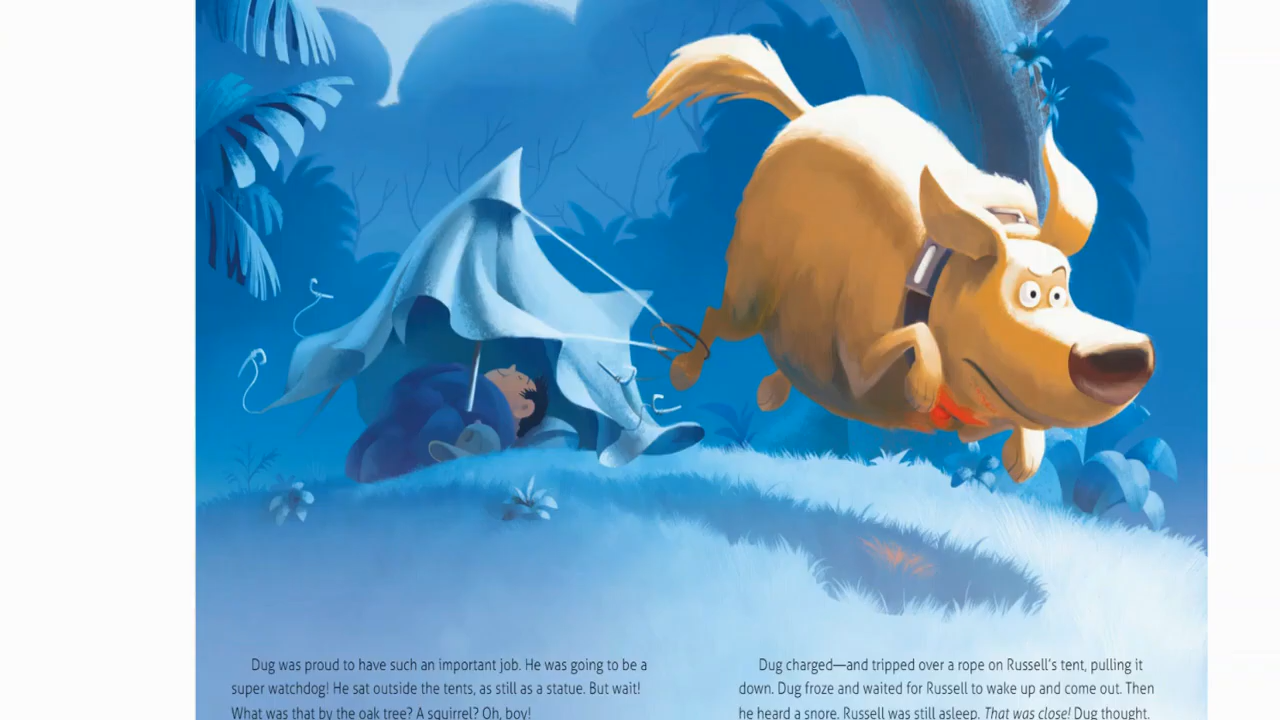 Dug was proud to have such an important job. He was going to be a
super watchdog! He sat outside the tents, as still as a statue. But wait!
What was that by the oak tree? A squirrel? Oh, boy!
Dug charged—and tripped over a rope on Russell’s tent, pulling it
down. Dug froze and waited for Russell to wake up and come out. Then
he heard a snore. Russell was still asleep. That was close! Dug thought.